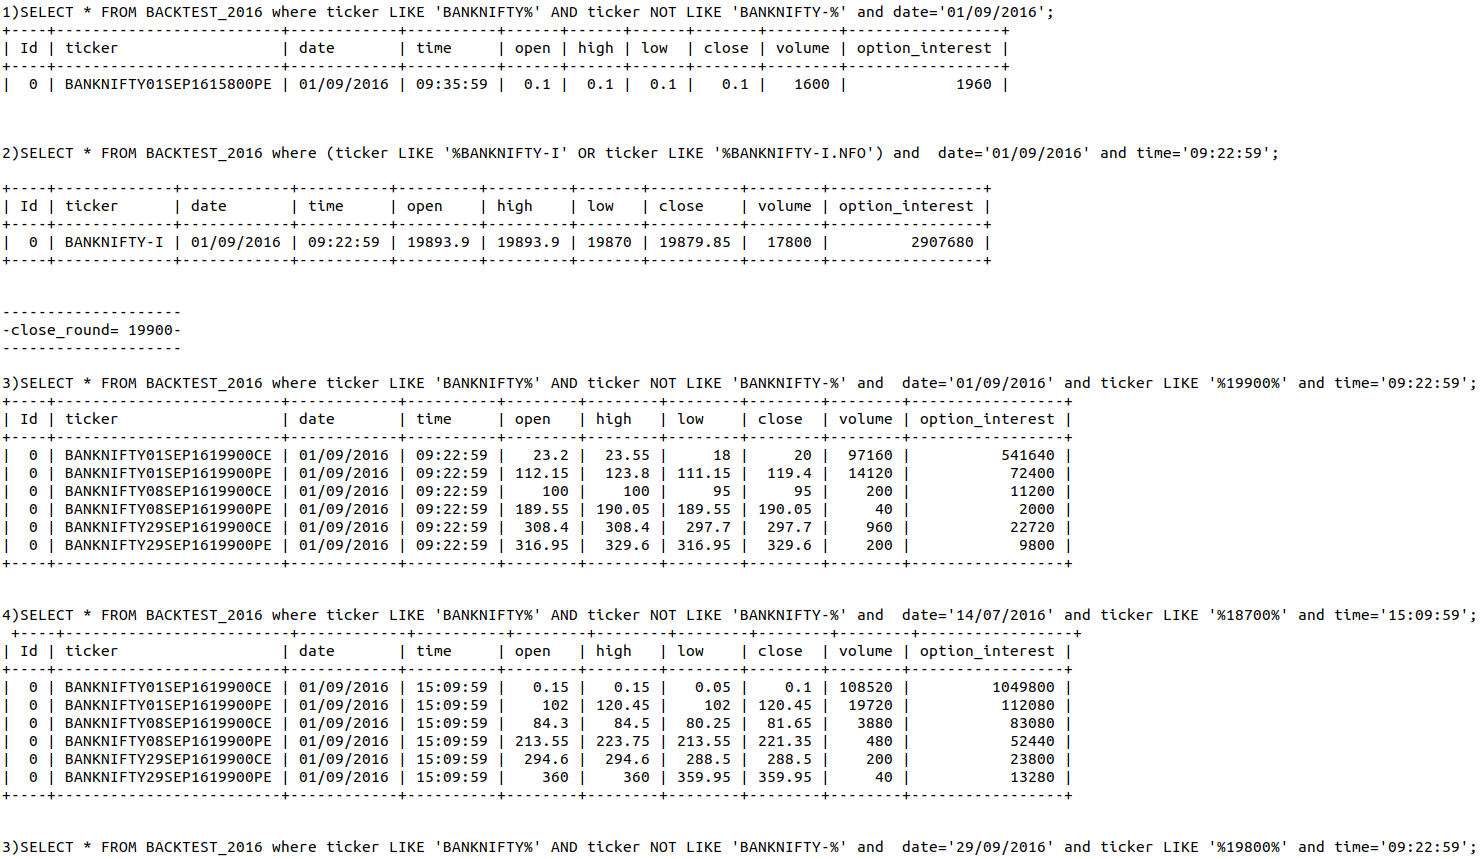 1)SELECT * FROM BACKTEST_2016 where ticker LIKE 'BANKNIFTY%' AND ticker NOT LIKE 'BANKNIFTY-%' and date='01/09/2016';
+----+-------------------------+------------+----------+------+------+------+-------+--------+-----------------+
| Id | ticker                  | date       | time     | open | high | low  | close | volume | option_interest |
+----+-------------------------+------------+----------+------+------+------+-------+--------+-----------------+
|  0 | BANKNIFTY01SEP1615800PE | 01/09/2016 | 09:35:59 |  0.1 |  0.1 |  0.1 |   0.1 |   1600 |            1960 |
2)SELECT * FROM BACKTEST_2016 where (ticker LIKE '%BANKNIFTY-I' OR ticker LIKE '%BANKNIFTY-I.NFO') and  date='01/09/2016' and time='09:22:59';
+----+-------------+------------+----------+---------+---------+-------+----------+--------+-----------------+
| Id | ticker      | date       | time     | open    | high    | low   | close    | volume | option_interest |
+----+-------------+------------+----------+---------+---------+-------+----------+--------+-----------------+
|  0 | BANKNIFTY-I | 01/09/2016 | 09:22:59 | 19893.9 | 19893.9 | 19870 | 19879.85 |  17800 |         2907680 |
+----+-------------+------------+----------+---------+---------+-------+----------+--------+-----------------+
--------------------
-close_round= 19900-
--------------------
3)SELECT * FROM BACKTEST_2016 where ticker LIKE 'BANKNIFTY%' AND ticker NOT LIKE 'BANKNIFTY-%' and  date='01/09/2016' and ticker LIKE '%19900%' and time='09:22:59';
+----+-------------------------+------------+----------+--------+--------+--------+--------+--------+-----------------+
| Id | ticker                  | date       | time     | open   | high   | low    | close  | volume | option_interest |
+----+-------------------------+------------+----------+--------+--------+--------+--------+--------+-----------------+
|  0 | BANKNIFTY01SEP1619900CE | 01/09/2016 | 09:22:59 |   23.2 |  23.55 |     18 |     20 |  97160 |          541640 |
|  0 | BANKNIFTY01SEP1619900PE | 01/09/2016 | 09:22:59 | 112.15 |  123.8 | 111.15 |  119.4 |  14120 |           72400 |
|  0 | BANKNIFTY08SEP1619900CE | 01/09/2016 | 09:22:59 |    100 |    100 |     95 |     95 |    200 |           11200 |
|  0 | BANKNIFTY08SEP1619900PE | 01/09/2016 | 09:22:59 | 189.55 | 190.05 | 189.55 | 190.05 |     40 |            2000 |
|  0 | BANKNIFTY29SEP1619900CE | 01/09/2016 | 09:22:59 |  308.4 |  308.4 |  297.7 |  297.7 |    960 |           22720 |
|  0 | BANKNIFTY29SEP1619900PE | 01/09/2016 | 09:22:59 | 316.95 |  329.6 | 316.95 |  329.6 |    200 |            9800 |
+----+-------------------------+------------+----------+--------+--------+--------+--------+--------+-----------------+
4)SELECT * FROM BACKTEST_2016 where ticker LIKE 'BANKNIFTY%' AND ticker NOT LIKE 'BANKNIFTY-%' and  date='14/07/2016' and ticker LIKE '%18700%' and time='15:09:59';
 +----+-------------------------+------------+----------+--------+--------+--------+--------+--------+-----------------+
| Id | ticker                  | date       | time     | open   | high   | low    | close  | volume | option_interest |
+----+-------------------------+------------+----------+--------+--------+--------+--------+--------+-----------------+
|  0 | BANKNIFTY01SEP1619900CE | 01/09/2016 | 15:09:59 |   0.15 |   0.15 |   0.05 |    0.1 | 108520 |         1049800 |
|  0 | BANKNIFTY01SEP1619900PE | 01/09/2016 | 15:09:59 |    102 | 120.45 |    102 | 120.45 |  19720 |          112080 |
|  0 | BANKNIFTY08SEP1619900CE | 01/09/2016 | 15:09:59 |   84.3 |   84.5 |  80.25 |  81.65 |   3880 |           83080 |
|  0 | BANKNIFTY08SEP1619900PE | 01/09/2016 | 15:09:59 | 213.55 | 223.75 | 213.55 | 221.35 |    480 |           52440 |
|  0 | BANKNIFTY29SEP1619900CE | 01/09/2016 | 15:09:59 |  294.6 |  294.6 |  288.5 |  288.5 |    200 |           23800 |
|  0 | BANKNIFTY29SEP1619900PE | 01/09/2016 | 15:09:59 |    360 |    360 | 359.95 | 359.95 |     40 |           13280 |
+----+-------------------------+------------+----------+--------+--------+--------+--------+--------+-----------------+
3)SELECT * FROM BACKTEST_2016 where ticker LIKE 'BANKNIFTY%' AND ticker NOT LIKE 'BANKNIFTY-%' and  date='29/09/2016' and ticker LIKE '%19800%' and time='09:22:59';